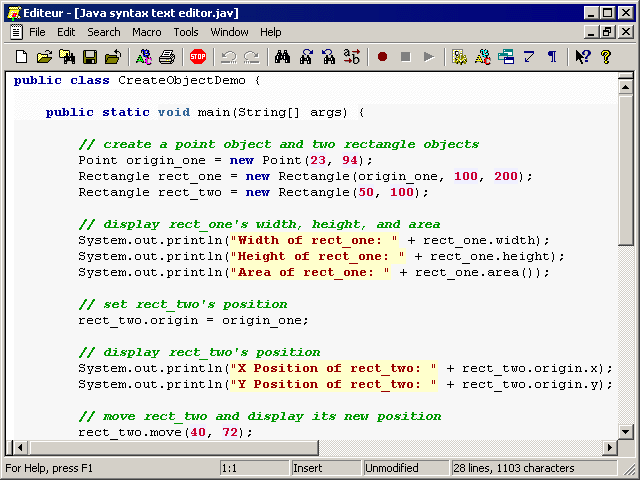 Editeur - [Java syntax text editor.jav]
File Edit Search Macro Tools Window Help
STOP
public class CreateObjectDemo {
public static void main(String[] args) {
// create a point object and two rectangle objects
Point origin_one = new Point(23, 94);
Rectangle rect_one = new Rectangle(origin_one, 100, 200);
Rectangle rect_two = new Rectangle(50, 100);
// display rect_one's width, height, and area
System.out.println("Width of rect_one: " + rect_one.width);
System.out.println("Height of rect_one: " + rect_one.height);
System.out.println("Area of rect_one: " + rect_one.area());
// set rect_two's position
rect_two.origin = origin_one;
// display rect_two's position
System.out.println("X Position of rect_two: " + rect_two.origin.x);
System.out.println("Y Position of rect_two: " + rect_two.origin.y);
// move rect_two and display its new position
rect_two.move(40, 72);
For Help, press F1 1:1 Insert Unmodified 28 lines, 1103 characters